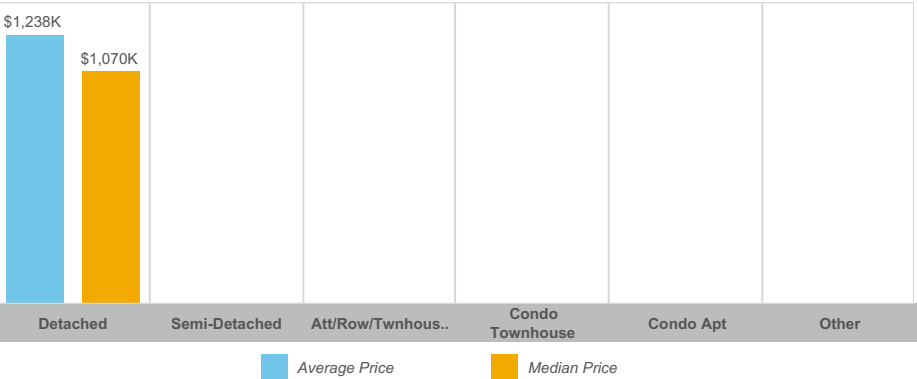 $1,238K
$1,070K
Detached
Semi-Detached
Att/Row/Twnhous..
Condo
Townhouse
Condo Apt
Other
Average Price
Median Price